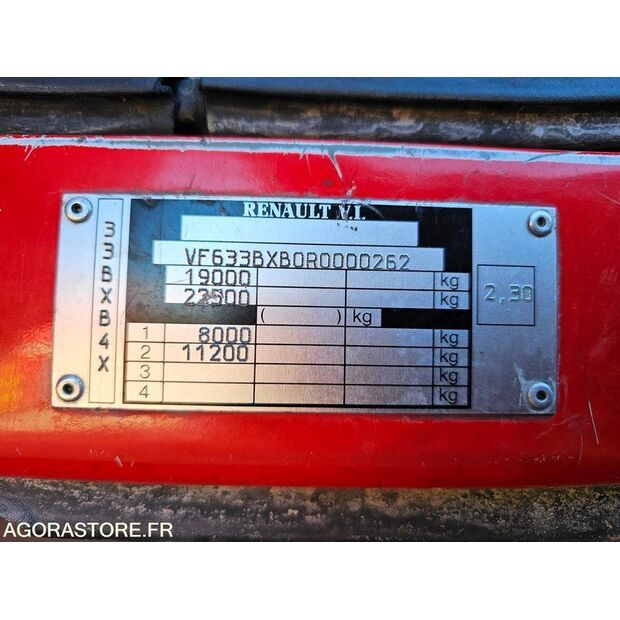 RENAULT V.I.
VF633BXB0R0000262
19000 kg
22500 kg
( ) kg
1 8000 kg
2 11200 kg
3 kg
4 kg
33BXB4X
2,30
AGORASTORE.FR